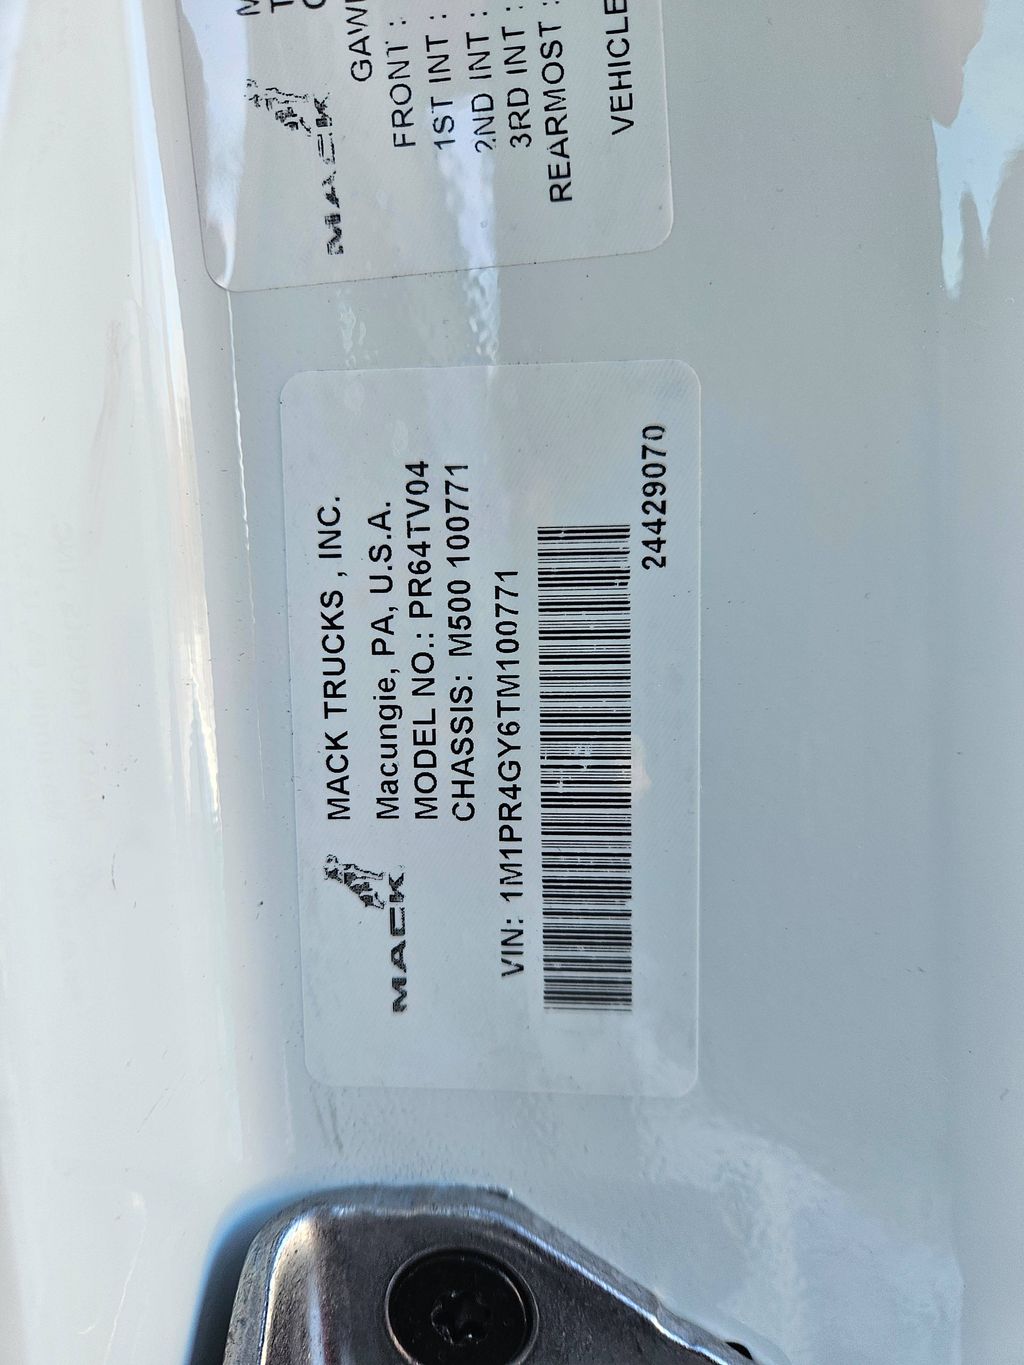 MACK
MACK TRUCKS , INC.
Macungie, PA, U.S.A.
MODEL NO.: PR64TV04
CHASSIS: M500 100771
VIN: 1M1PR4GY6TM100771
24429070
MACK
FRONT :
1ST INT :
2ND INT :
3RD INT :
REARMOST :
VEHICLE